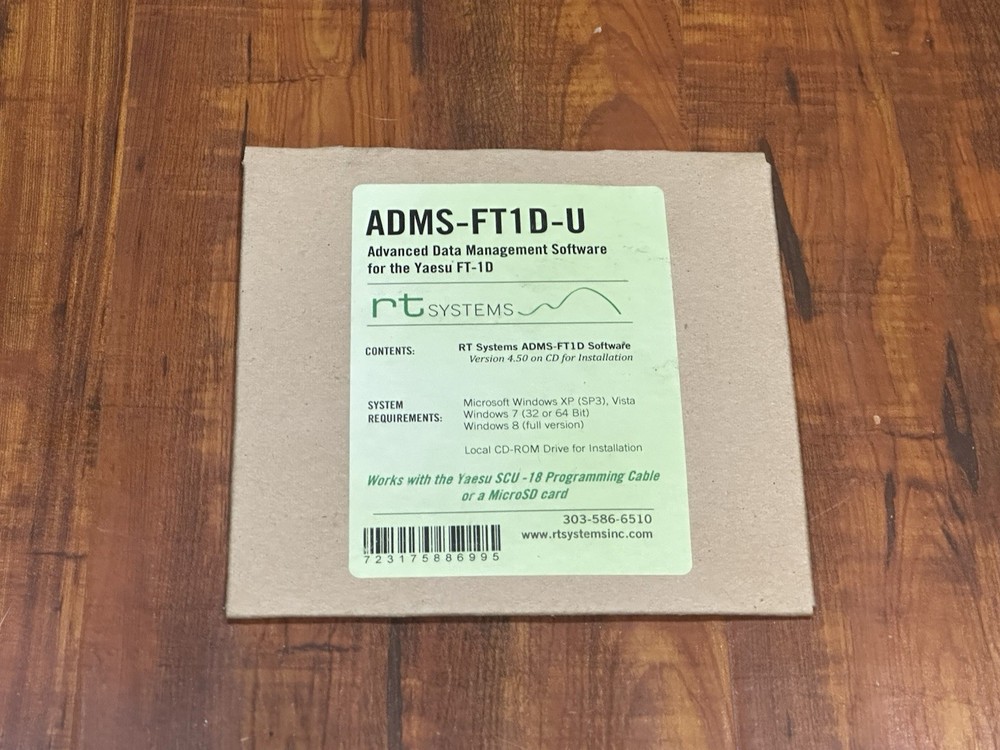 ADMS-FT1D-U
Advanced Data Management Software
for the Yaesu FT-1D
rt SYSTEMS
CONTENTS: RT Systems ADMS-FT1D Software
Version 4.50 on CD for Installation
SYSTEM REQUIREMENTS: Microsoft Windows XP (SP3), Vista
Windows 7 (32 or 64 Bit)
Windows 8 (full version)
Local CD-ROM Drive for Installation
Works with the Yaesu SCU -18 Programming Cable
or a MicroSD card
303-586-6510
www.rtsystemsinc.com
723175886995